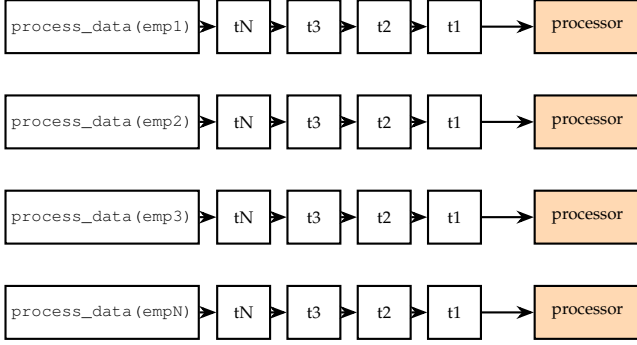 process_data(emp1) tN t3 t2 t1 processor
process_data(emp2) tN t3 t2 t1 processor
process_data(emp3) tN t3 t2 t1 processor
process_data(empN) tN t3 t2 t1 processor